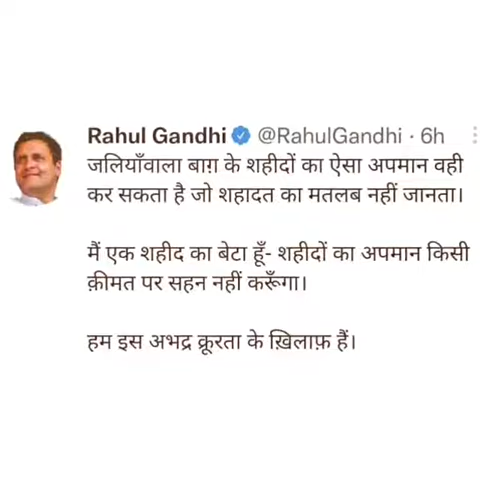 Rahul Gandhi @RahulGandhi · 6h
जलियाँवाला बाग़ के शहीदों का ऐसा अपमान वही
कर सकता है जो शहादत का मतलब नहीं जानता।
मैं एक शहीद का बेटा हूँ- शहीदों का अपमान किसी
क़ीमत पर सहन नहीं करूँगा।
हम इस अभद्र क्रूरता के ख़िलाफ़ हैं।